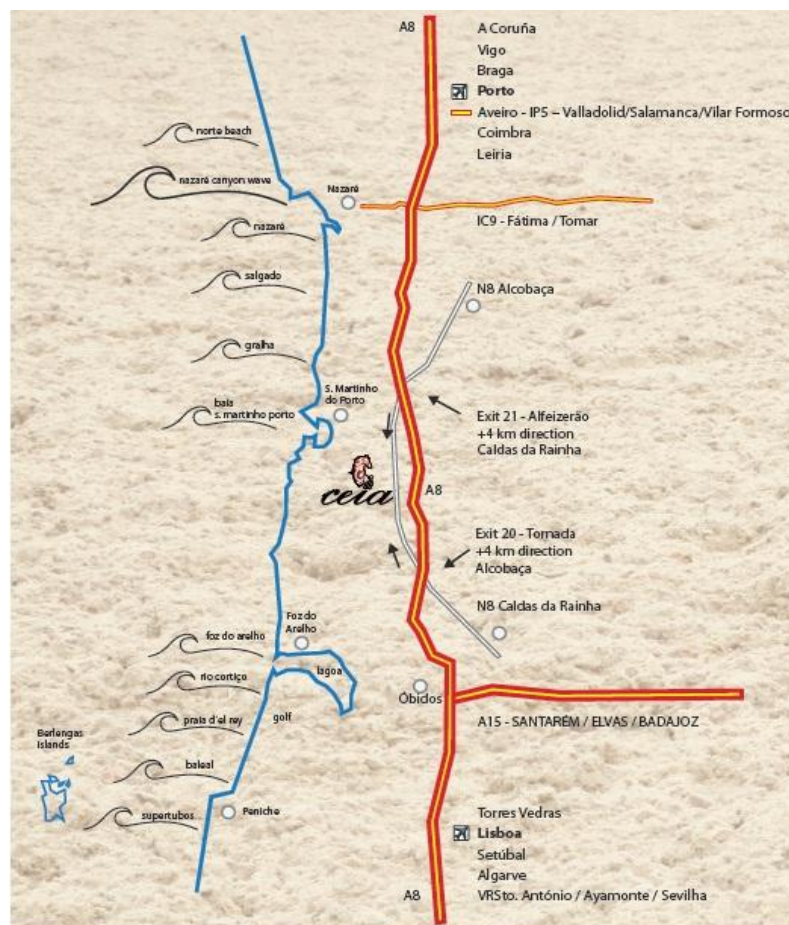 A8
A Coruña
Vigo
Braga
Porto
Aveiro - IP5 – Valladolid/Salamanca/Vilar Formoso
Coimbra
Leiria
norte beach
nazaré canyon wave
Nazaré
IC9 - Fátima / Tomar
nazaré
salgado
N8 Alcobaça
gralha
S. Martinho
do Porto
baia
s. martinho porto
Exit 21 - Alfeizerão
+4 km direction
Caldas da Rainha
ceia
A8
Exit 20 - Tornada
+4 km direction
Alcobaça
N8 Caldas da Rainha
Foz do
Arelho
foz do arelho
lagoa
rio cortiço
Óbidos
golf
praia d'el rey
A15 - SANTARÉM / ELVAS / BADAJOZ
Berlengas
Islands
baleal
supertubos
Peniche
Torres Vedras
Lisboa
Setúbal
Algarve
A8
VRSto. António / Ayamonte / Sevilha